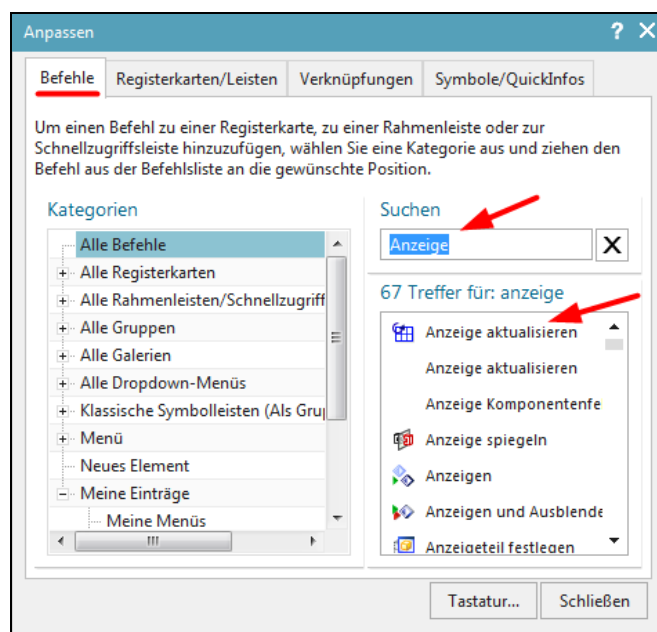 Anpassen
Befehle
Registerkarten/Leisten
Verknüpfungen
Symbole/QuickInfos
Um einen Befehl zu einer Registerkarte, zu einer Rahmenleiste oder zur
Schnellzugriffsleiste hinzuzufügen, wählen Sie eine Kategorie aus und ziehen den
Befehl aus der Befehlsliste an die gewünschte Position.
Kategorien
Alle Befehle
Alle Registerkarten
Alle Rahmenleisten/Schnellzugriff
Alle Gruppen
Alle Galerien
Alle Dropdown-Menüs
Klassische Symbolleisten (Als Grup
Menü
Neues Element
Meine Einträge
Meine Menüs
Suchen
Anzeige
67 Treffer für: anzeige
Anzeige aktualisieren
Anzeige aktualisieren
Anzeige Komponentenfe
Anzeige spiegeln
Anzeigen
Anzeigen und Ausblende
Anzeigeteil festlegen
Tastatur...
Schließen